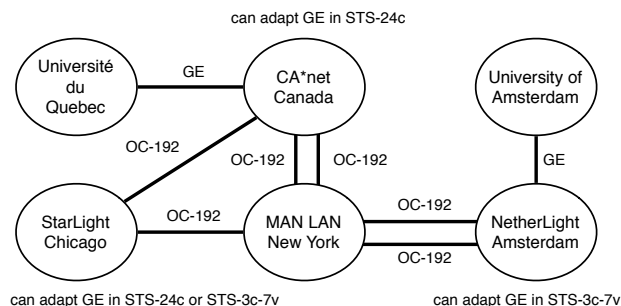 can adapt GE in STS-24c
Université
du
Quebec
GE
CA*net
Canada
University of
Amsterdam
OC-192
OC-192
OC-192
GE
StarLight
Chicago
OC-192
MAN LAN
New York
OC-192
OC-192
NetherLight
Amsterdam
can adapt GE in STS-24c or STS-3c-7v
can adapt GE in STS-3c-7v